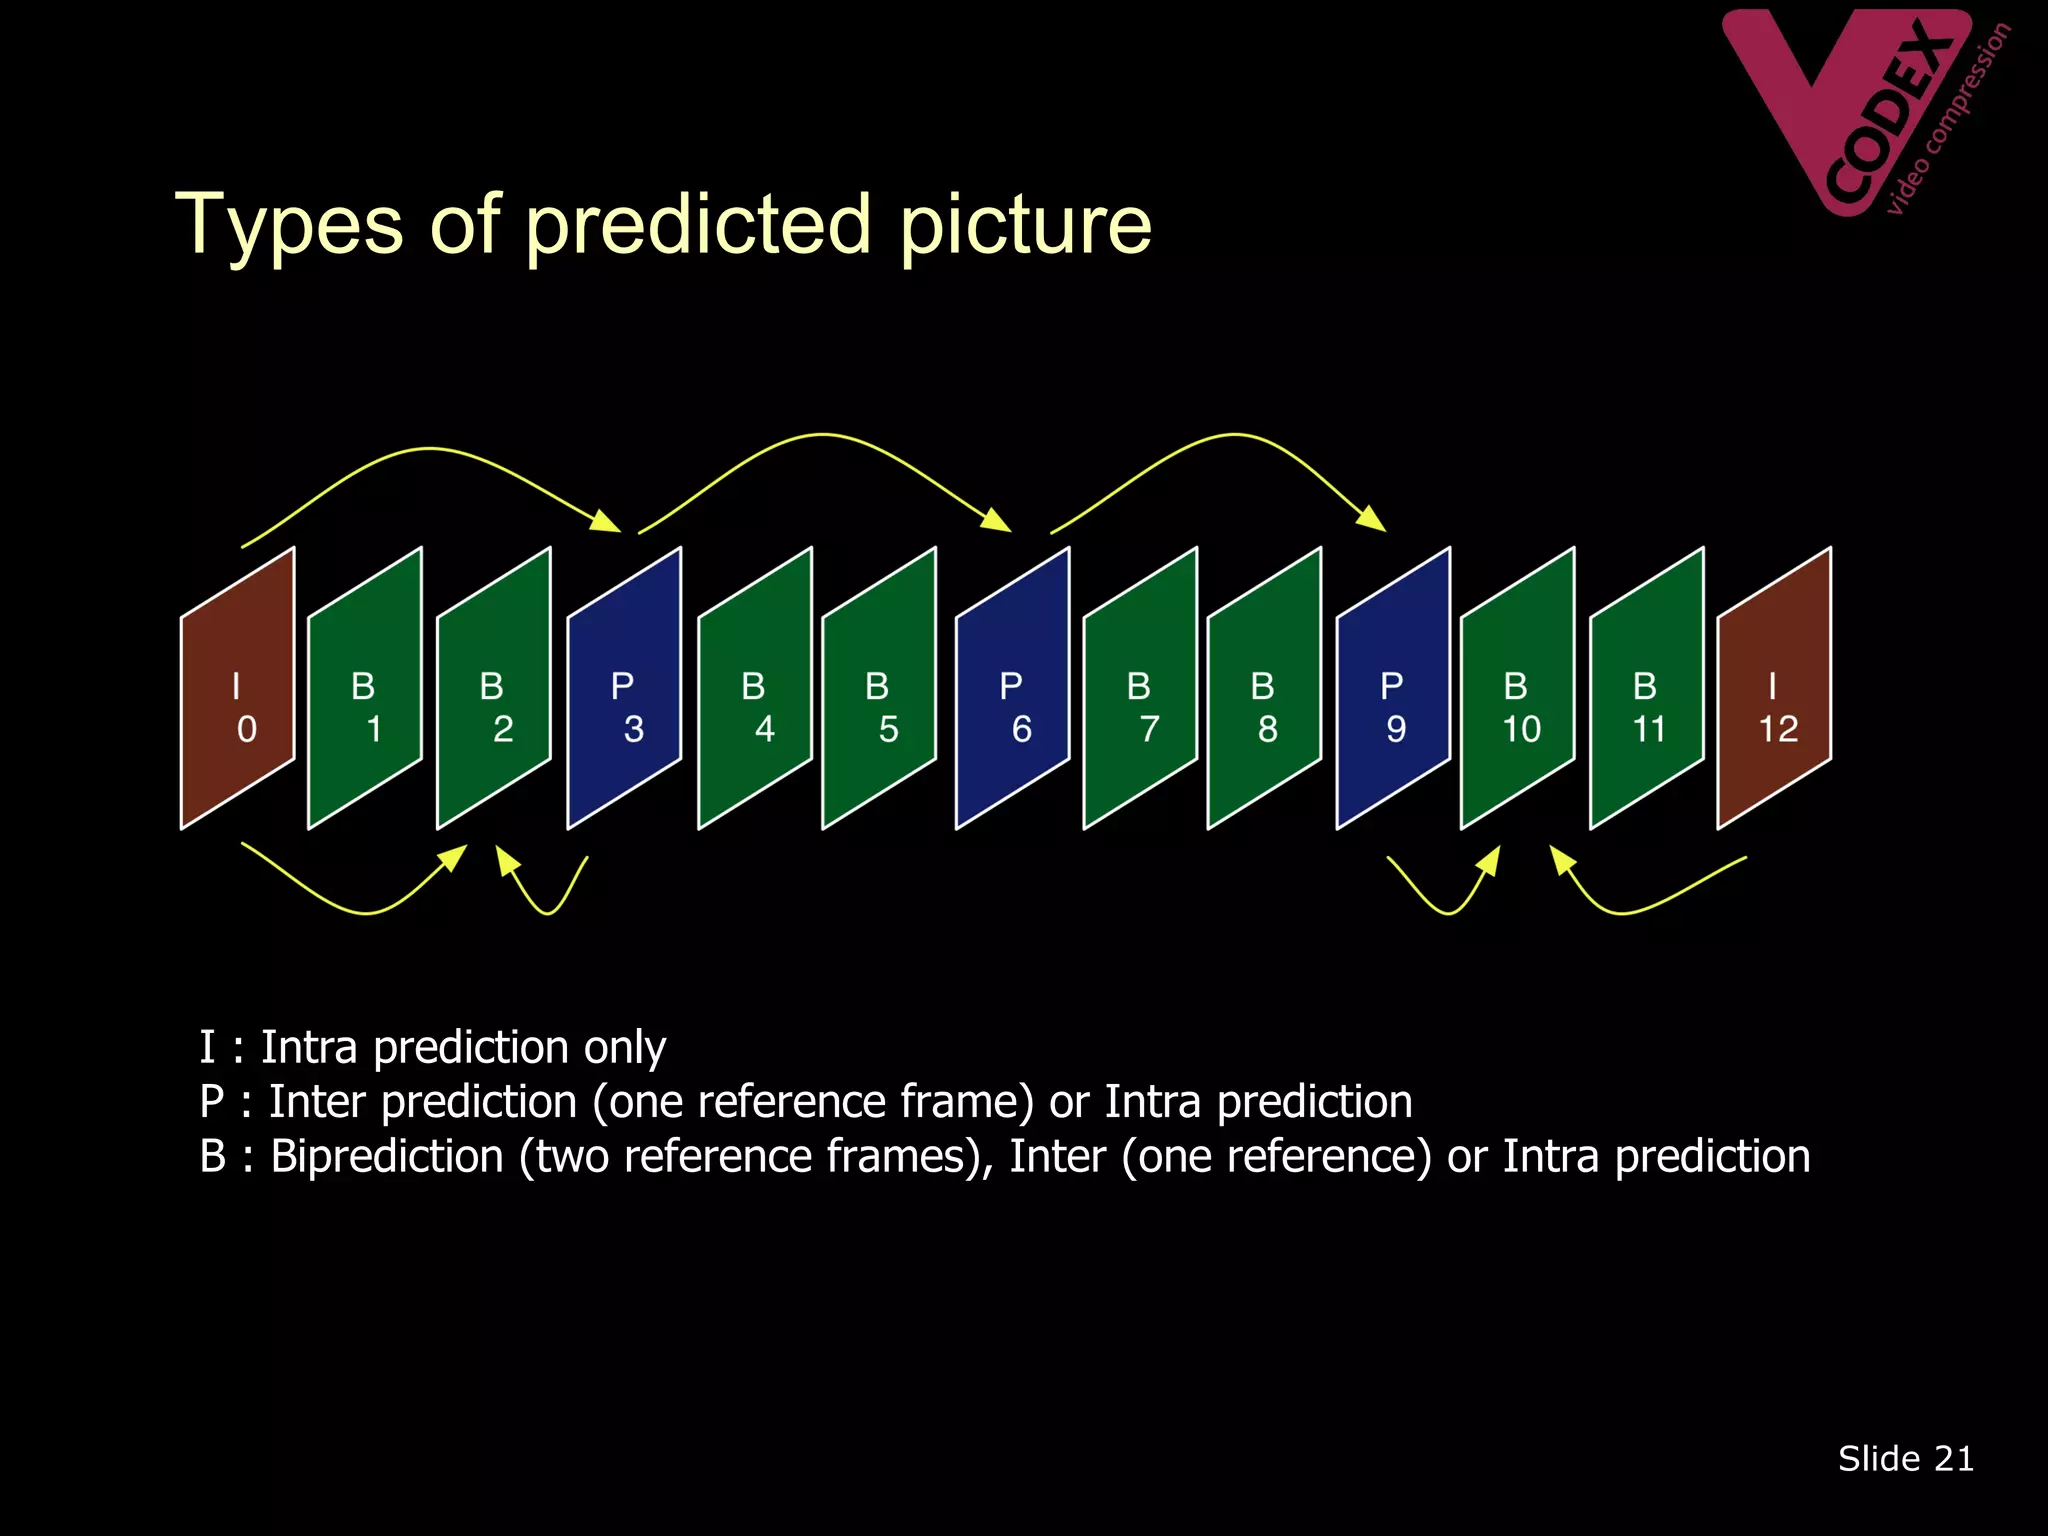 CODEX
video compression
Types of predicted picture
I B B P B B P B B P B B I
0 1 2 3 4 5 6 7 8 9 10 11 12
I : Intra prediction only
P : Inter prediction (one reference frame) or Intra prediction
B : Biprediction (two reference frames), Inter (one reference) or Intra prediction
Slide 21